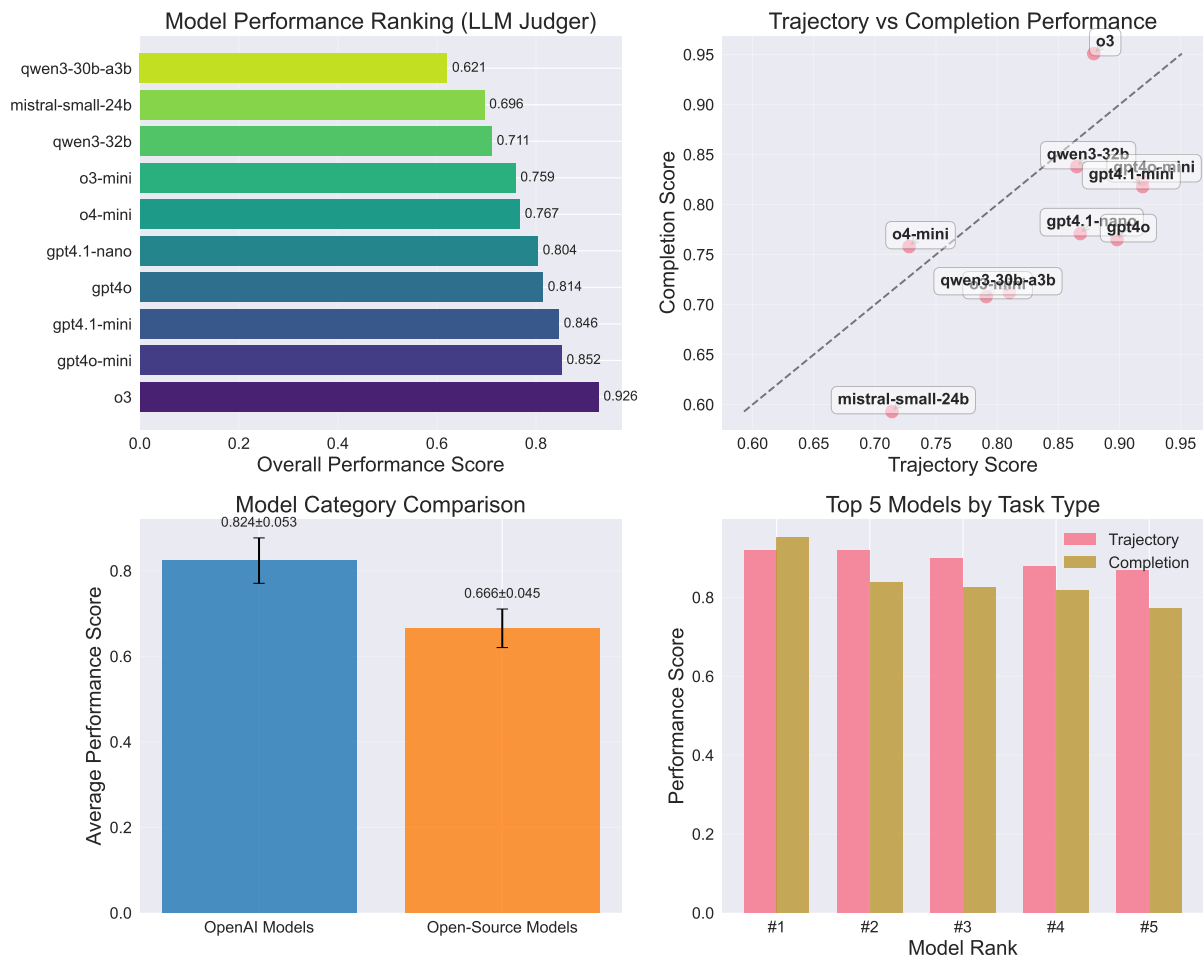 Model Performance Ranking (LLM Judger)
qwen3-30b-a3b
0.621
mistral-small-24b
0.696
qwen3-32b
0.711
o3-mini
0.759
o4-mini
0.767
gpt4.1-nano
0.804
gpt4o
0.814
gpt4.1-mini
0.846
gpt4o-mini
0.852
o3
0.926
0.0 0.2 0.4 0.6 0.8
Overall Performance Score
Trajectory vs Completion Performance
Completion Score
0.95
0.90
0.85
0.80
0.75
0.70
0.65
0.60
o3
qwen3-32b
gpt4o-mini
gpt4.1-mini
gpt4.1-nano
gpt4o
o4-mini
qwen3-30b-a3b
o3-mini
mistral-small-24b
0.60 0.65 0.70 0.75 0.80 0.85 0.90 0.95
Trajectory Score
Model Category Comparison
Average Performance Score
0.824±0.053
0.666±0.045
0.8
0.6
0.4
0.2
0.0
OpenAI Models Open-Source Models
Top 5 Models by Task Type
Performance Score
Trajectory
Completion
0.8
0.6
0.4
0.2
0.0
#1 #2 #3 #4 #5
Model Rank